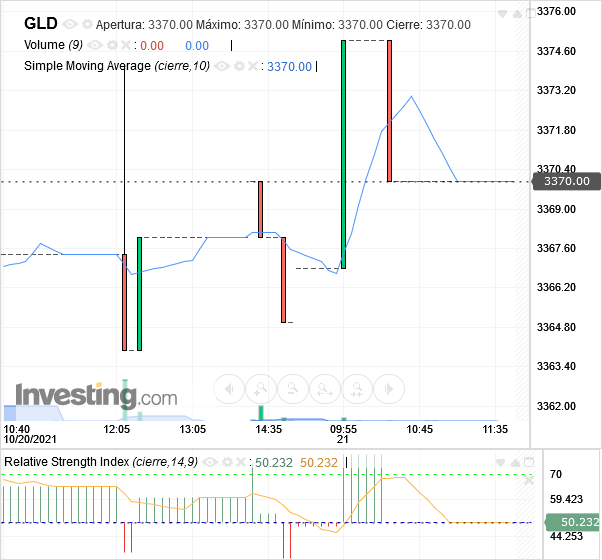 GLD Apertura: 3370.00 Máximo: 3370.00 Mínimo: 3370.00 Cierre: 3370.00
Volume (9) : 0.00 0.00
Simple Moving Average (cierre,10) : 3370.00
3376.00
3374.60
3373.20
3371.80
3370.40
3370.00
3369.00
3367.60
3366.20
3364.80
3363.40
3362.00
Investing.com
10:40 12:05 13:05 14:35 09:55 10:45 11:35
10/20/2021 21
Relative Strength Index (cierre,14,9) : 50.232 50.232
70
59.423
50.232
44.253